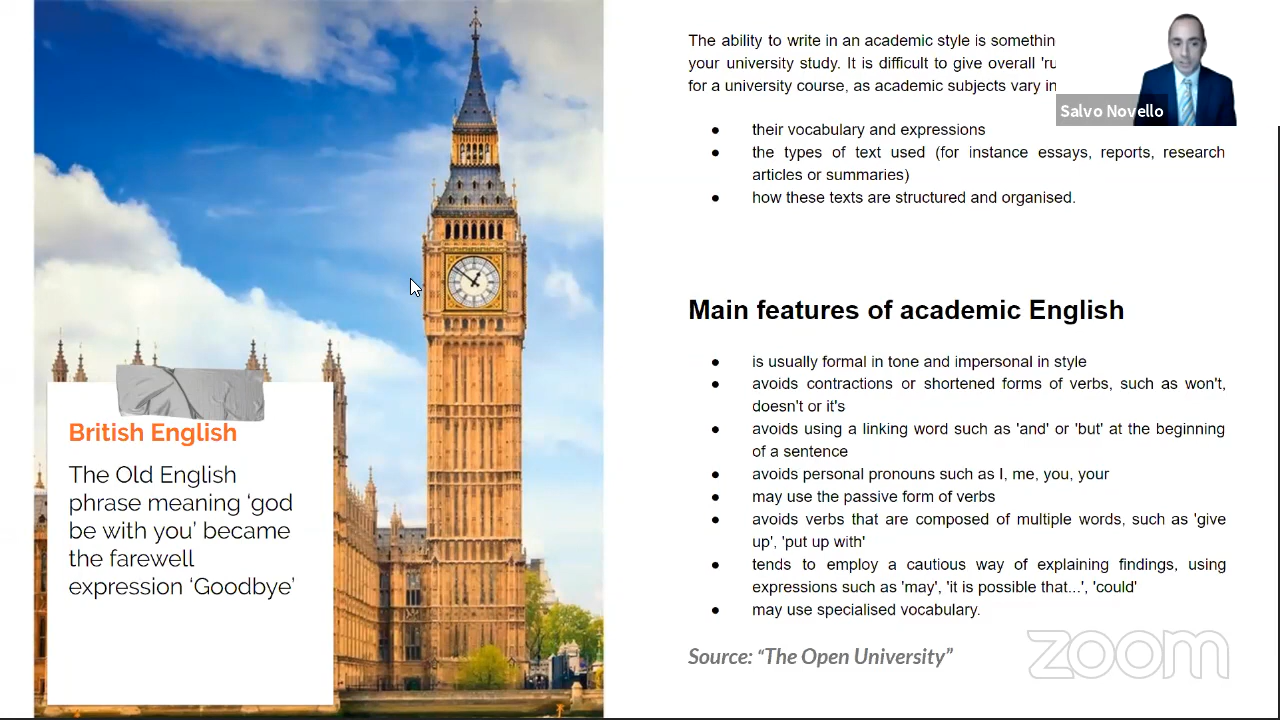 British English
The Old English
phrase meaning ‘god
be with you’ became
the farewell
expression ‘Goodbye’
The ability to write in an academic style is somethin
your university study. It is difficult to give overall 'ru
for a university course, as academic subjects vary in
Salvo Novello
● their vocabulary and expressions
● the types of text used (for instance essays, reports, research
articles or summaries)
● how these texts are structured and organised.
Main features of academic English
● is usually formal in tone and impersonal in style
● avoids contractions or shortened forms of verbs, such as won't,
doesn't or it's
● avoids using a linking word such as 'and' or 'but' at the beginning
of a sentence
● avoids personal pronouns such as I, me, you, your
● may use the passive form of verbs
● avoids verbs that are composed of multiple words, such as 'give
up', 'put up with'
● tends to employ a cautious way of explaining findings, using
expressions such as 'may', 'it is possible that...', 'could'
● may use specialised vocabulary.
Source: “The Open University”
zoom